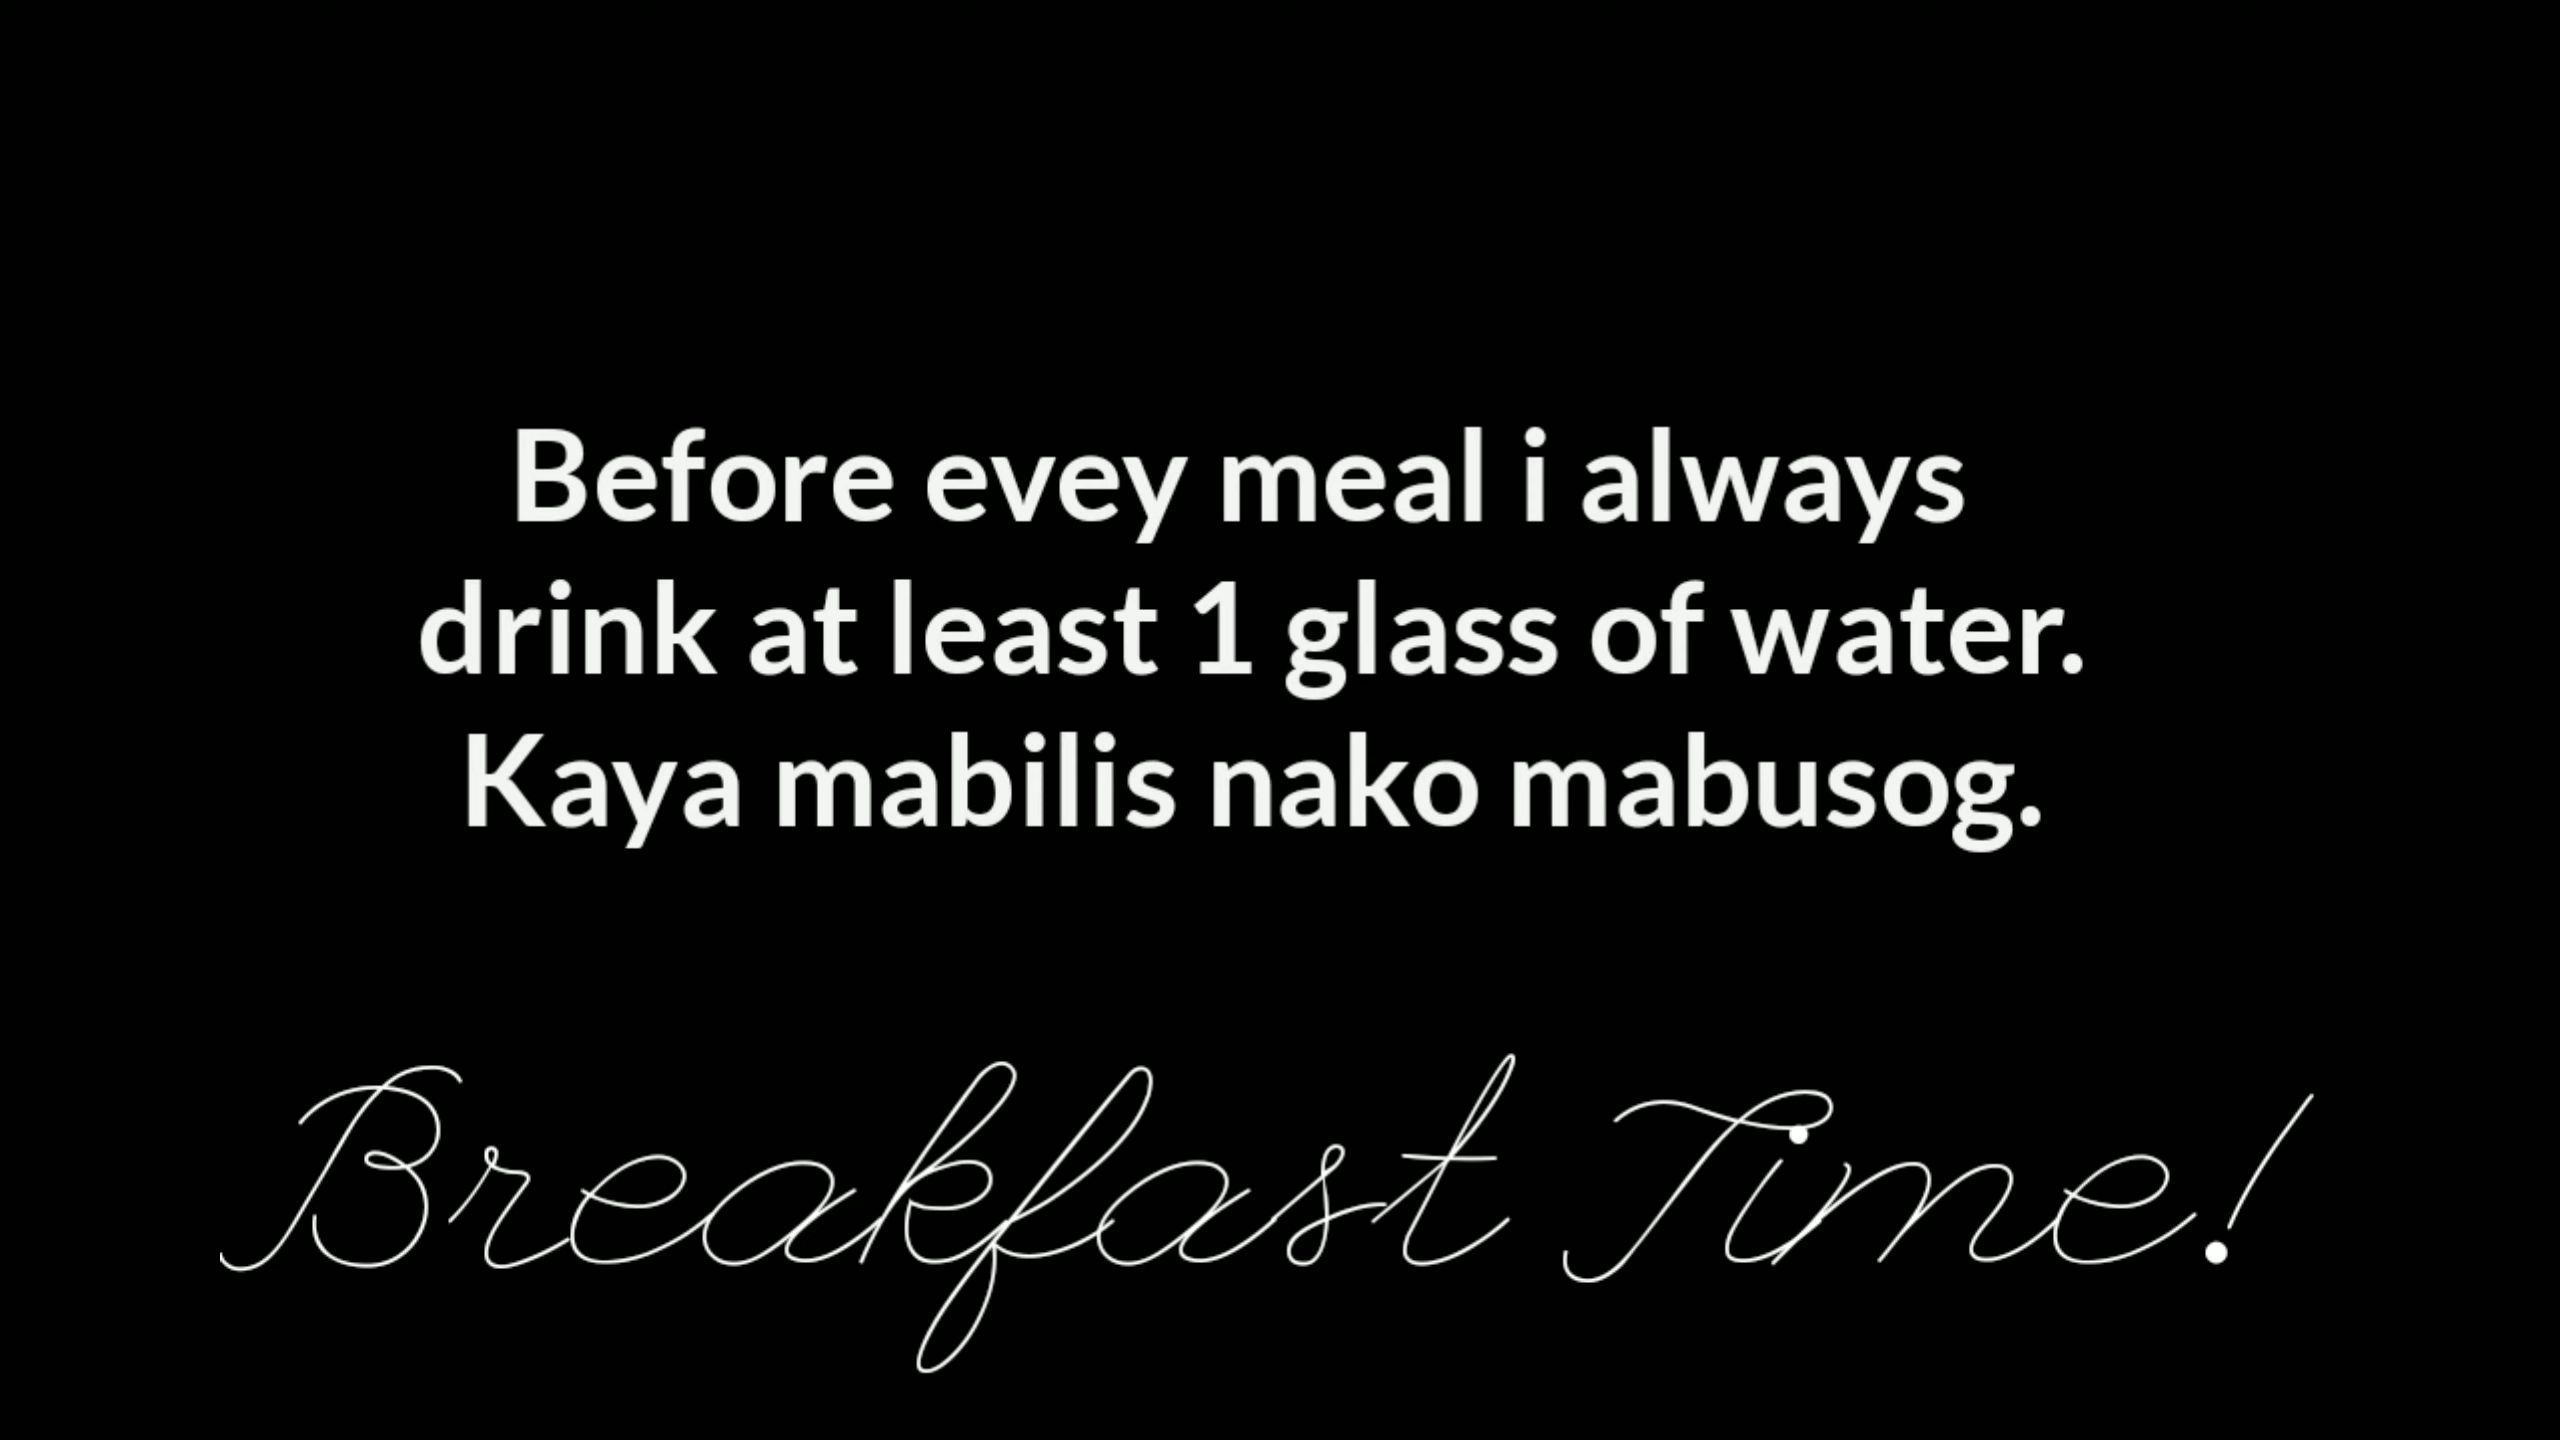 Before evey meal i always
drink at least 1 glass of water.
Kaya mabilis nako mabusog.
Breakfast Time!